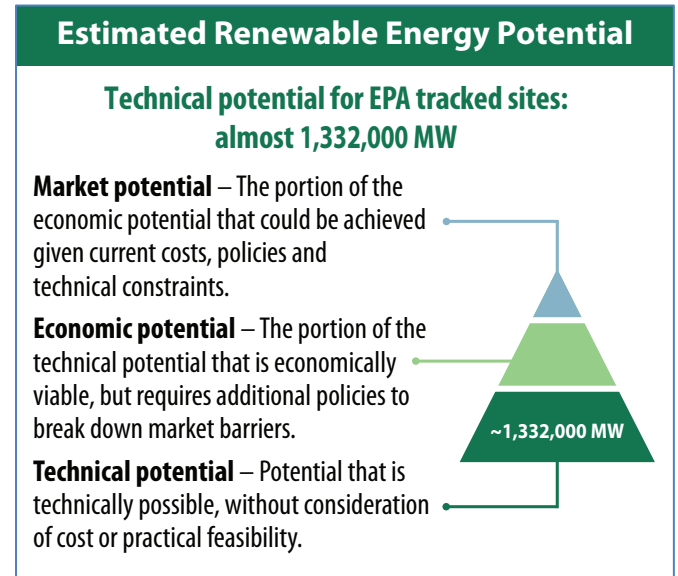 Estimated Renewable Energy Potential
Technical potential for EPA tracked sites:
almost 1,332,000 MW
Market potential – The portion of the
economic potential that could be achieved
given current costs, policies and
technical constraints.
Economic potential – The portion of the
technical potential that is economically
viable, but requires additional policies to
break down market barriers.
~1,332,000 MW
Technical potential – Potential that is
technically possible, without consideration
of cost or practical feasibility.